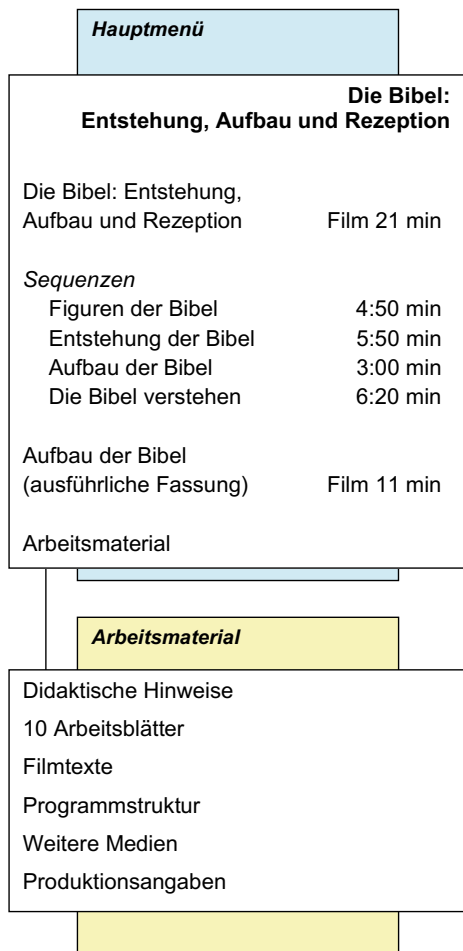 Hauptmenü
Die Bibel:
Entstehung, Aufbau und Rezeption
Die Bibel: Entstehung,
Aufbau und Rezeption Film 21 min
Sequenzen
Figuren der Bibel 4:50 min
Entstehung der Bibel 5:50 min
Aufbau der Bibel 3:00 min
Die Bibel verstehen 6:20 min
Aufbau der Bibel
(ausführliche Fassung) Film 11 min
Arbeitsmaterial
Arbeitsmaterial
Didaktische Hinweise
10 Arbeitsblätter
Filmtexte
Programmstruktur
Weitere Medien
Produktionsangaben